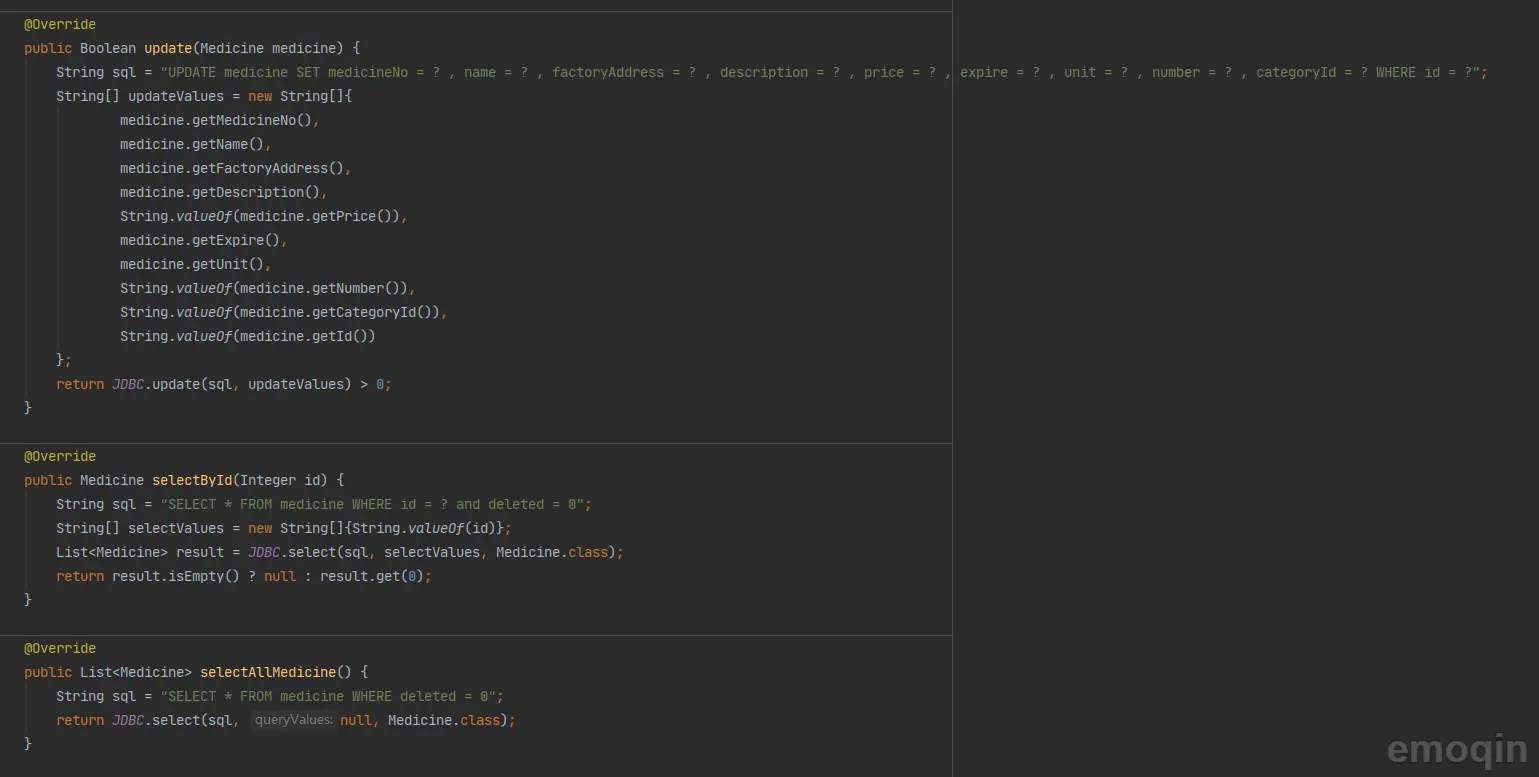 @Override
public Boolean update(Medicine medicine) {
    String sql = "UPDATE medicine SET medicineNo = ? , name = ? , factoryAddress = ? , description = ? , price = ? , expire = ? , unit = ? , number = ? , categoryId = ? WHERE id = ?";
    String[] updateValues = new String[]{
            medicine.getMedicineNo(),
            medicine.getName(),
            medicine.getFactoryAddress(),
            medicine.getDescription(),
            String.valueOf(medicine.getPrice()),
            medicine.getExpire(),
            medicine.getUnit(),
            String.valueOf(medicine.getNumber()),
            String.valueOf(medicine.getCategoryId()),
            String.valueOf(medicine.getId())
    };
    return JDBC.update(sql, updateValues) > 0;
}
@Override
public Medicine selectById(Integer id) {
    String sql = "SELECT * FROM medicine WHERE id = ? and deleted = 0";
    String[] selectValues = new String[]{String.valueOf(id)};
    List<Medicine> result = JDBC.select(sql, selectValues, Medicine.class);
    return result.isEmpty() ? null : result.get(0);
}
@Override
public List<Medicine> selectAllMedicine() {
    String sql = "SELECT * FROM medicine WHERE deleted = 0";
    return JDBC.select(sql, queryValues: null, Medicine.class);
}
emoqin